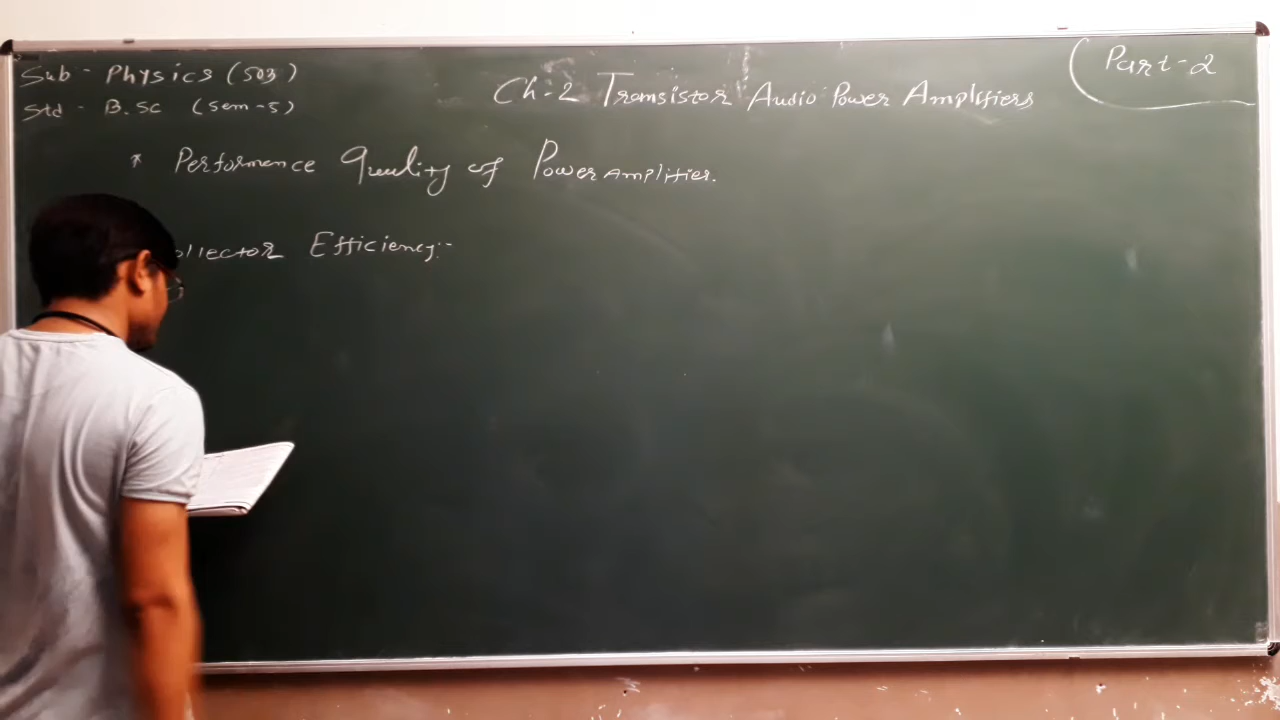 Sub - Physics (503)
Std - B.SC (Sem-5)
Ch-2 Transistor Audio Power Amplifiers
Part-2
* Performence Quality of Power amplifier.
ollector Efficiency:-